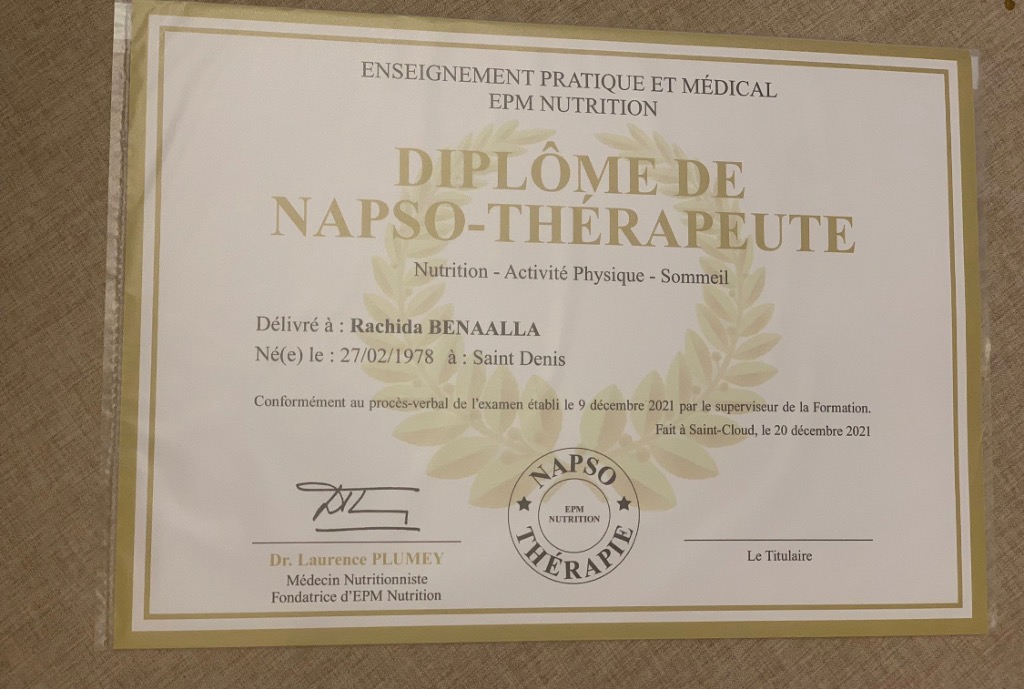 ENSEIGNEMENT PRATIQUE ET MÉDICAL
EPM NUTRITION
DIPLÔME DE
NAPSO-THÉRAPEUTE
Nutrition - Activité Physique - Sommeil
Délivré à : Rachida BENAALLA
Né(e) le : 27/02/1978 à : Saint Denis
Conformément au procès-verbal de l'examen établi le 9 décembre 2021 par le superviseur de la Formation.
Fait à Saint-Cloud, le 20 décembre 2021
NAPSO
EPM
NUTRITION
THÉRAPIE
Dr. Laurence PLUMEY
Médecin Nutritionniste
Fondatrice d'EPM Nutrition
Le Titulaire